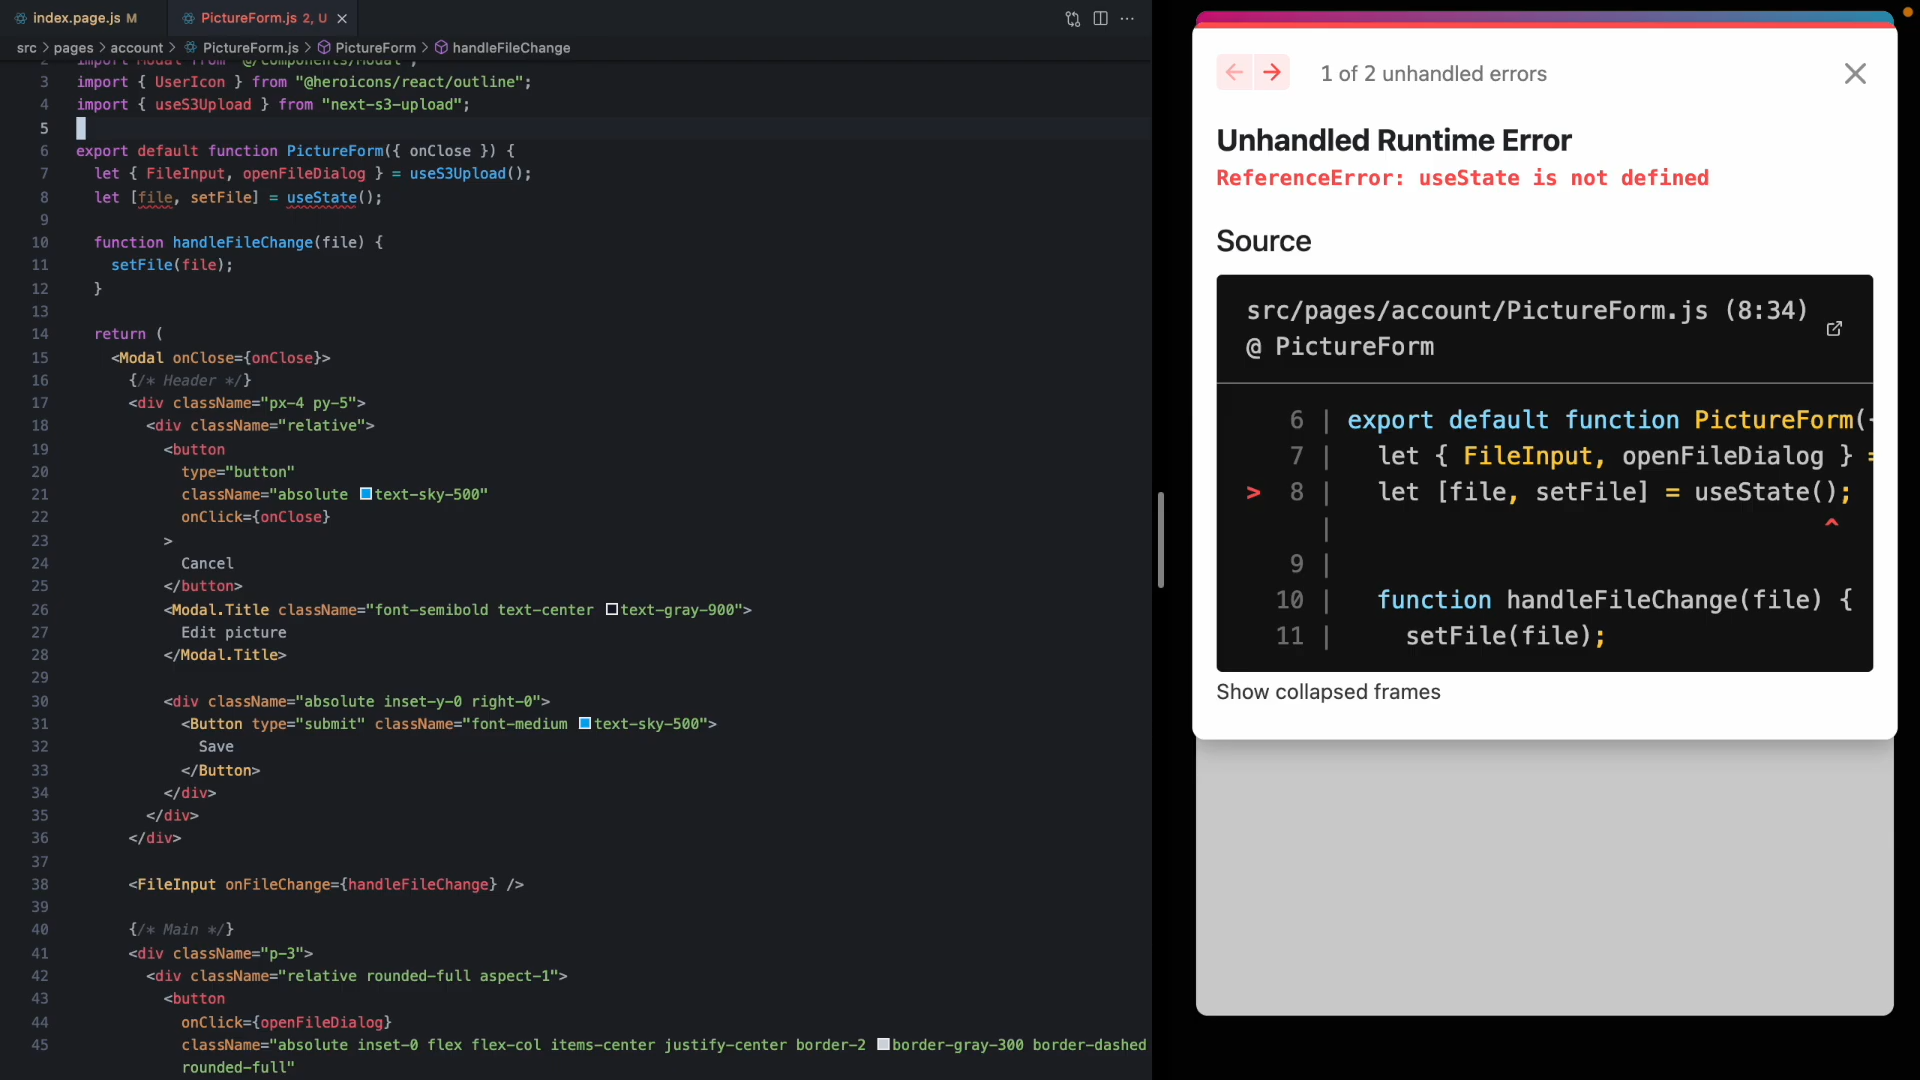 index.page.js M
PictureForm.js 2, U
src > pages > account > PictureForm.js > PictureForm > handleFileChange
2 import Modal from "@/components/Modal";
3 import { UserIcon } from "@heroicons/react/outline";
4 import { useS3Upload } from "next-s3-upload";
5
6 export default function PictureForm({ onClose }) {
7 let { FileInput, openFileDialog } = useS3Upload();
8 let [file, setFile] = useState();
9
10 function handleFileChange(file) {
11 setFile(file);
12 }
13
14 return (
15 <Modal onClose={onClose}>
16 {/* Header */}
17 <div className="px-4 py-5">
18 <div className="relative">
19 <button
20 type="button"
21 className="absolute text-sky-500"
22 onClick={onClose}
23 >
24 Cancel
25 </button>
26 <Modal.Title className="font-semibold text-center text-gray-900">
27 Edit picture
28 </Modal.Title>
29
30 <div className="absolute inset-y-0 right-0">
31 <Button type="submit" className="font-medium text-sky-500">
32 Save
33 </Button>
34 </div>
35 </div>
36 </div>
37
38 <FileInput onFileChange={handleFileChange} />
39
40 {/* Main */}
41 <div className="p-3">
42 <div className="relative rounded-full aspect-1">
43 <button
44 onClick={openFileDialog}
45 className="absolute inset-0 flex flex-col items-center justify-center border-2 border-gray-300 border-dashed
rounded-full"
1 of 2 unhandled errors
Unhandled Runtime Error
ReferenceError: useState is not defined
Source
src/pages/account/PictureForm.js (8:34)
@ PictureForm
6 | export default function PictureForm(
7 | let { FileInput, openFileDialog } =
> 8 | let [file, setFile] = useState();
| ^
9 |
10 | function handleFileChange(file) {
11 | setFile(file);
Show collapsed frames